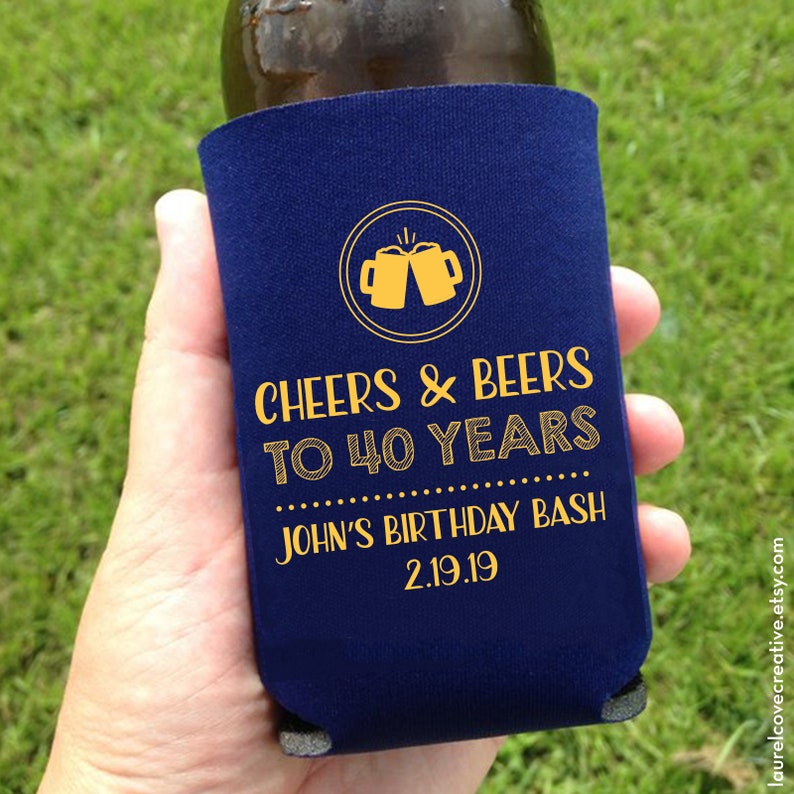 CHEERS & BEERS
TO 40 YEARS
JOHN'S BIRTHDAY BASH
2.19.19
laurelcovecreative.etsy.com